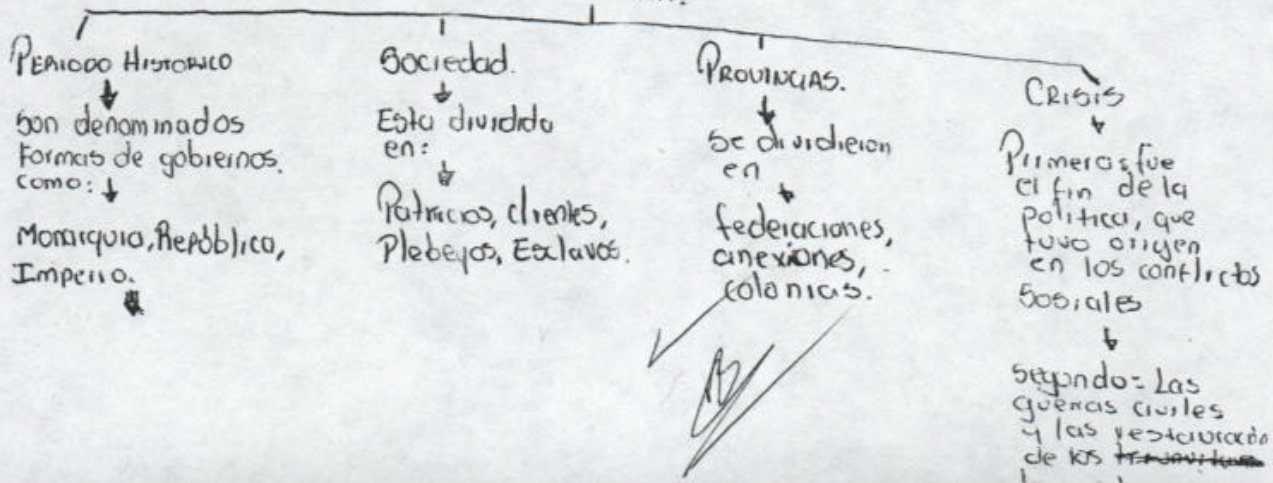 PERIODO HISTORICO
son denominados
Formas de gobiernos.
como:
Monarquia, República,
Imperio.
Sociedad.
Esta dividida
en:
Patricios, clientes,
Plebeyos, Esclavos.
PROVINCIAS.
se dividieron
en
federaciones,
anexiones,
colonias.
CRISIS
Primeras fue
el fin de la
politica, que
tuvo origen
en los conflictos
Sosiales
Segundo: Las
guerras civiles
y las restauración
de los